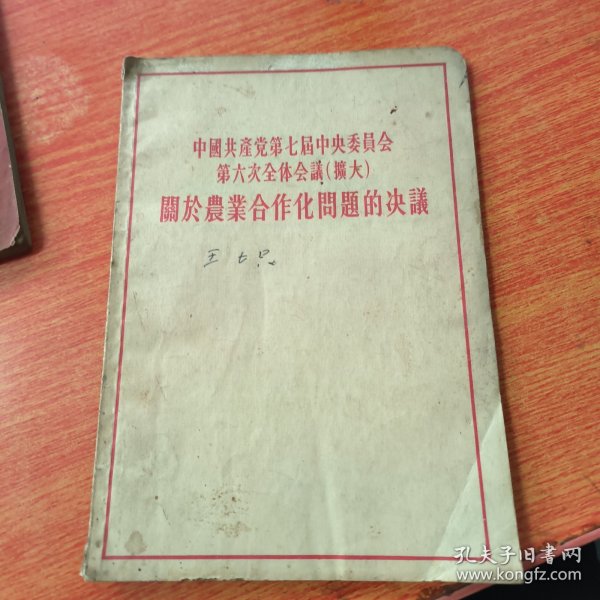 中國共產党第七屆中央委員会
第六次全体会議(擴大)
關於農業合作化問題的决議
王
孔夫子旧书网
www.kongfz.com